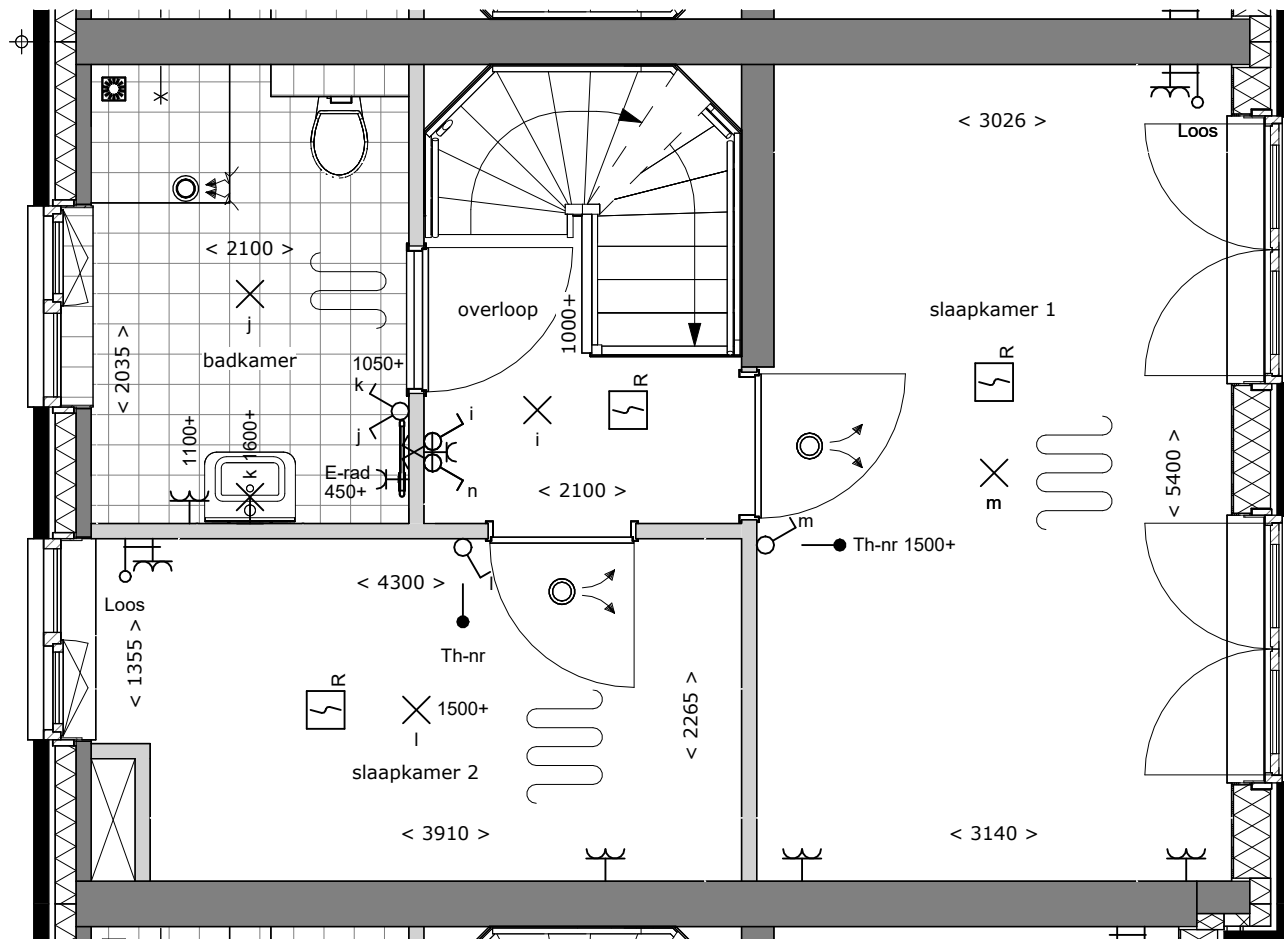 < 3026 >
Loos
< 2100 >
j
badkamer
< 2035 >
overloop
1000+
slaapkamer 1
R
1050+
k
j
i
R
i
1100+
k 1600+
E-rad
450+
n
< 2100 >
m
< 5400 >
m
Th-nr 1500+
< 4300 >
l
Loos
< 1355 >
Th-nr
R
1500+
l
< 2265 >
slaapkamer 2
< 3910 >
< 3140 >